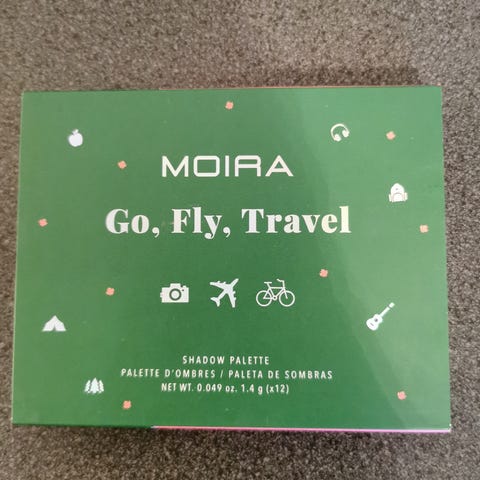 MOIRA
Go, Fly, Travel
SHADOW PALETTE
PALETTE D'OMBRES / PALETA DE SOMBRAS
NET WT. 0.049 oz. 1.4 g (x12)